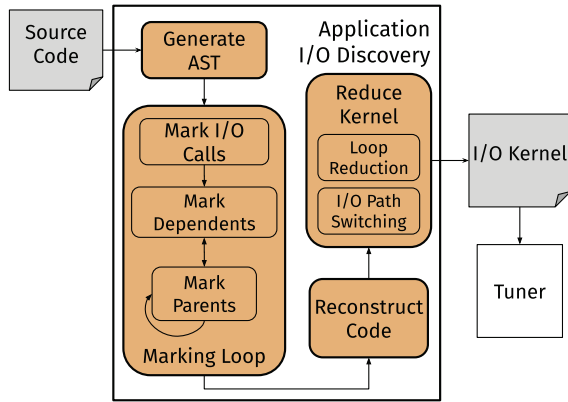 Source
Code
Generate
AST
Application
I/O Discovery
Mark I/O
Calls
Mark
Dependents
Mark
Parents
Marking Loop
Reduce
Kernel
Loop
Reduction
I/O Path
Switching
Reconstruct
Code
I/O Kernel
Tuner